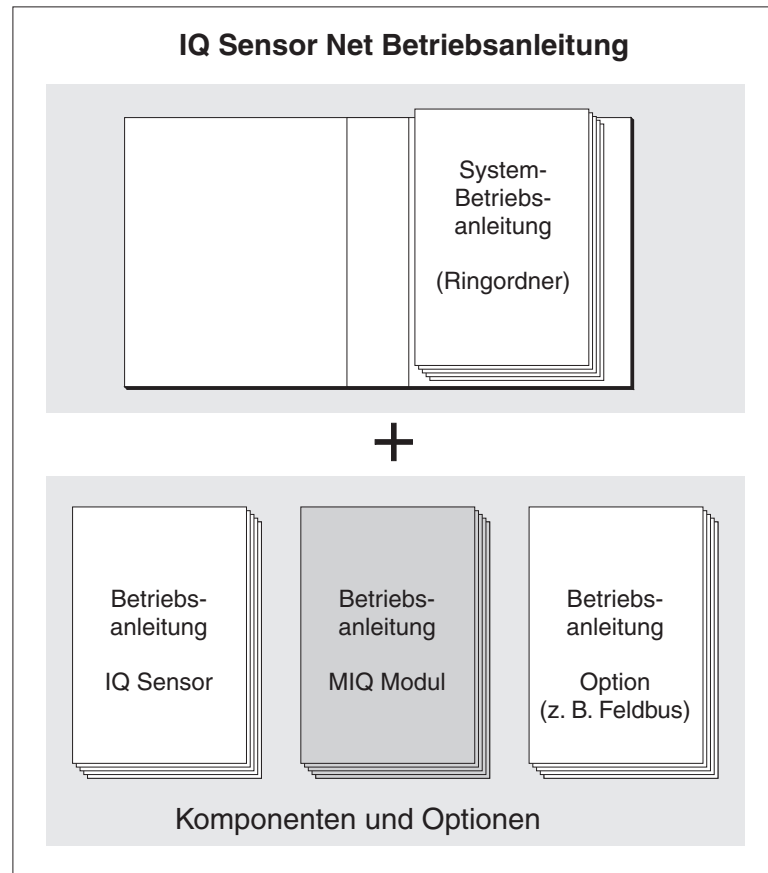 IQ Sensor Net Betriebsanleitung
System-
Betriebs-
anleitung
(Ringordner)
+
Betriebs-
anleitung
IQ Sensor
Betriebs-
anleitung
MIQ Modul
Betriebs-
anleitung
Option
(z. B. Feldbus)
Komponenten und Optionen